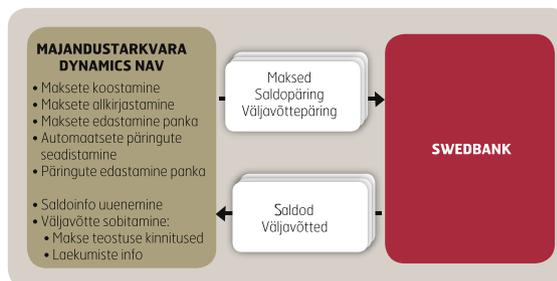 MAJANDUSTARKVARA
DYNAMICS NAV
• Maksete koostamine
• Maksete allkirjastamine
• Maksete edastamine panka
• Automaatsete päringute
seadistamine
• Päringute edastamine panka
• Saldoinfo uuenemine
• Väljavõtte sobitamine:
• Makse teostuse kinnitused
• Laekumiste info
Maksed
Saldopäring
Väljavõttepäring
Saldod
Väljavõtted
SWEDBANK